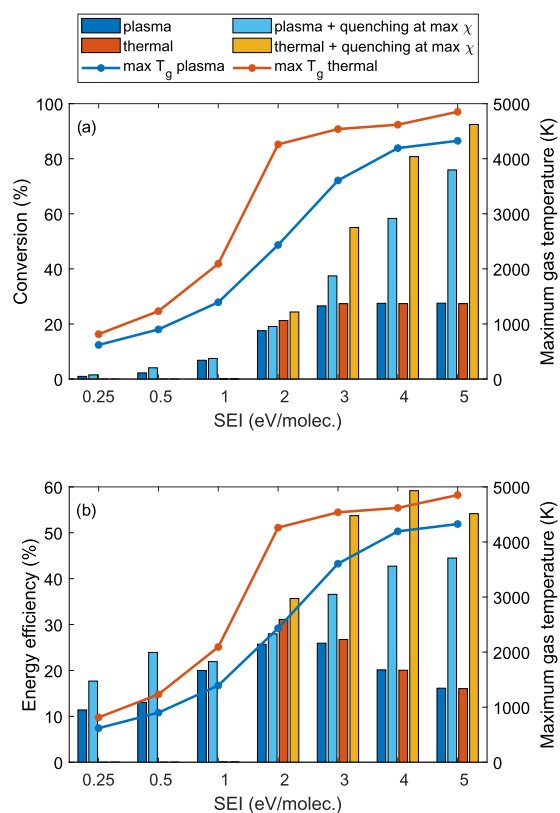 plasma
plasma + quenching at max χ
thermal
thermal + quenching at max χ
max Tg plasma
max Tg thermal
(a)
Conversion (%)
100
80
60
40
20
0
Maximum gas temperature (K)
5000
4000
3000
2000
1000
0
0.25 0.5 1 2 3 4 5
SEI (eV/molec.)
(b)
Energy efficiency (%)
60
50
40
30
20
10
0
Maximum gas temperature (K)
5000
4000
3000
2000
1000
0
0.25 0.5 1 2 3 4 5
SEI (eV/molec.)